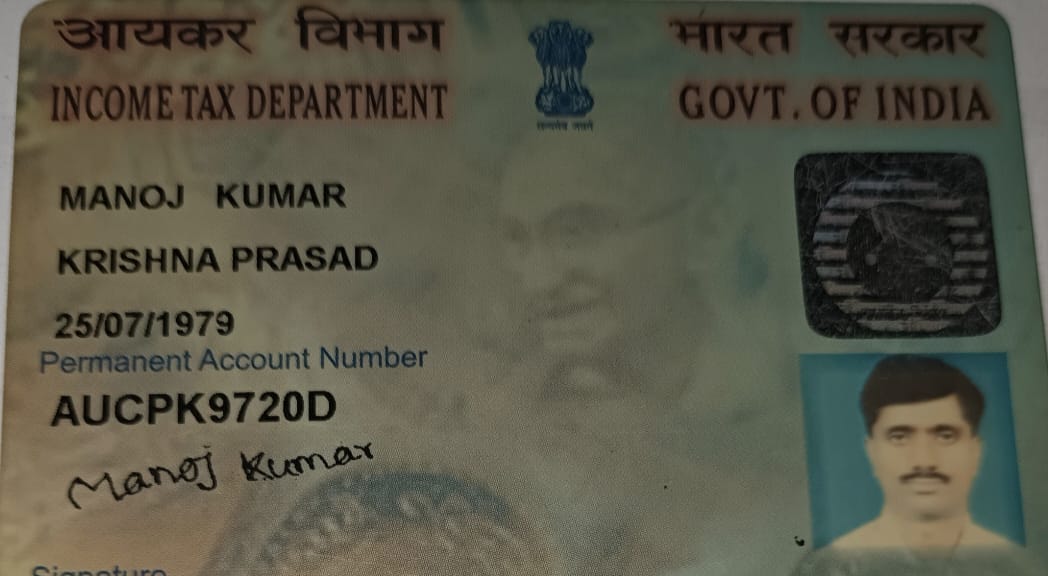 आयकर विभाग भारत सरकार
INCOME TAX DEPARTMENT GOVT. OF INDIA
सत्यमेव जयते
MANOJ KUMAR
KRISHNA PRASAD
25/07/1979
Permanent Account Number
AUCPK9720D
Manoj Kumar
Signature